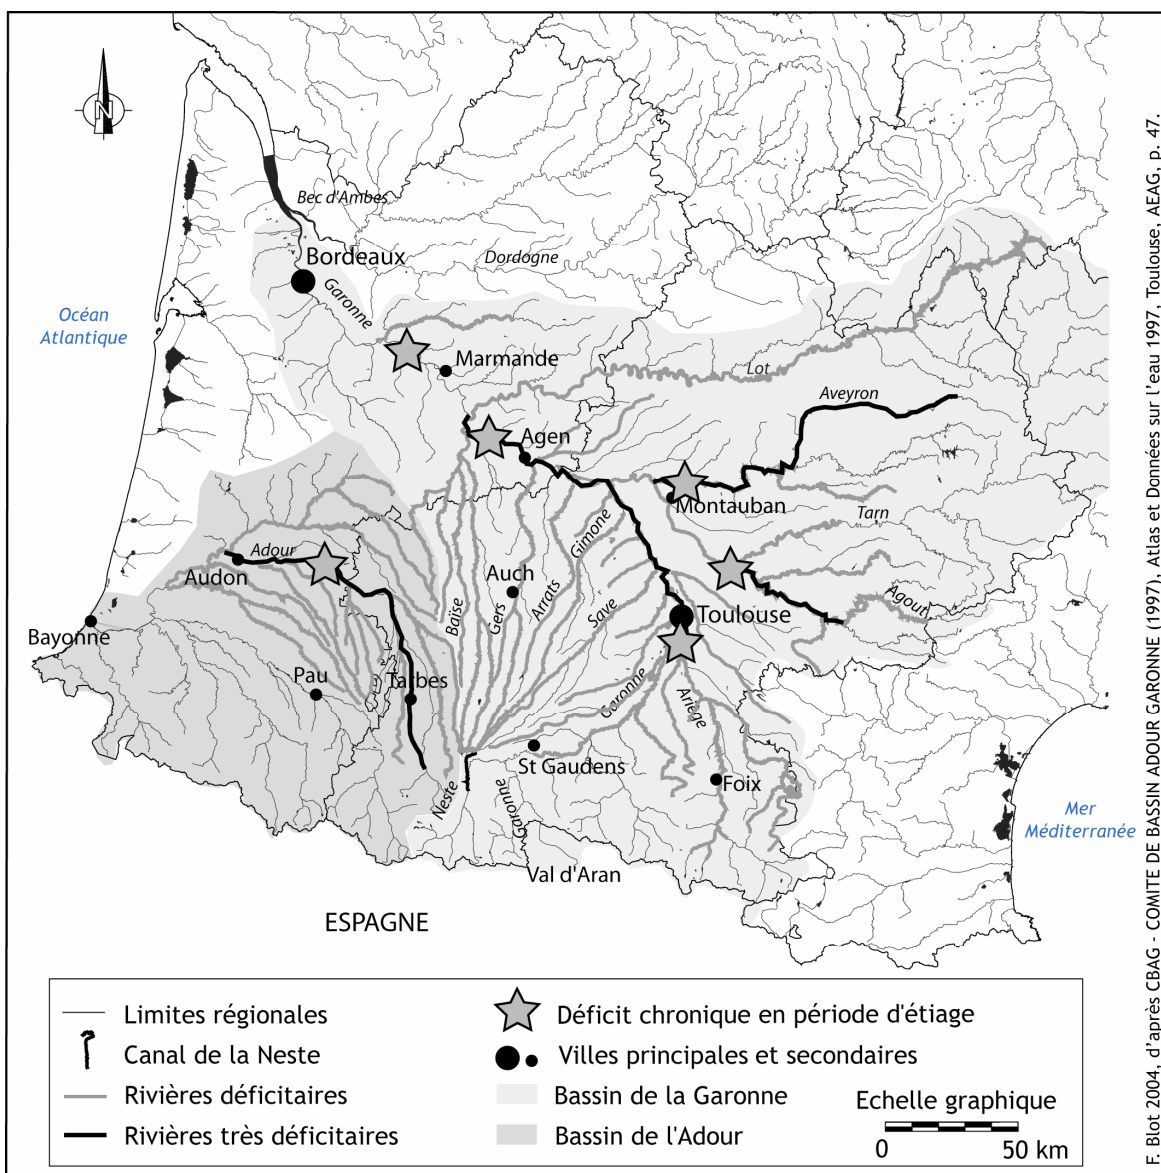 N
Bec d'Ambes
Bordeaux
Dordogne
Garonne
Océan
Atlantique
Marmande
Lot
Aveyron
Agen
Montauban
Tarn
Gimone
Adour
Audon
Auch
Baïse
Gers
Arrats
Save
Toulouse
Agout
Bayonne
Pau
Tarbes
Garonne
Ariège
St Gaudens
Foix
Neste
Garonne
Mer
Méditerranée
Val d'Aran
ESPAGNE
Limites régionales
Canal de la Neste
Rivières déficitaires
Rivières très déficitaires
Déficit chronique en période d'étiage
Villes principales et secondaires
Bassin de la Garonne
Bassin de l'Adour
Echelle graphique
0 50 km
F. Blot 2004, d'après CBAG - COMITE DE BASSIN ADOUR GARONNE (1997), Atlas et Données sur l'eau 1997, Toulouse, AEAG, p. 47.